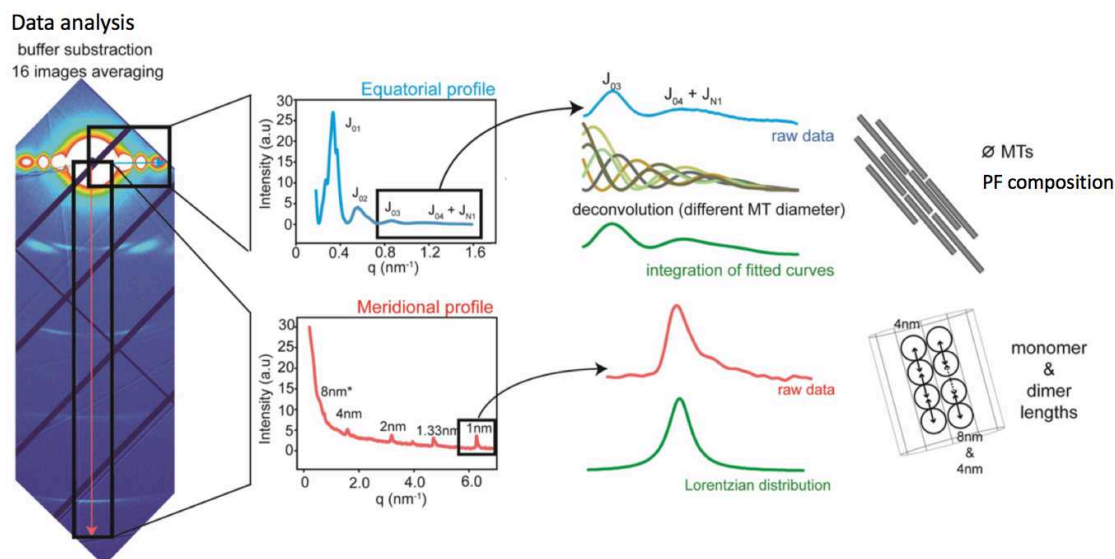 Data analysis
buffer substraction
16 images averaging
Equatorial profile
Intensity (a.u)
30
25
20
15
10
5
0
J01
J02
J03
J04 + JN1
0
0.4
0.8
1.2
1.6
q (nm-1)
J03
J04 + JN1
raw data
deconvolution (different MT diameter)
integration of fitted curves
ø MTs
PF composition
Meridional profile
Intensity (a.u)
30
25
20
15
10
5
0
8nm*
4nm
2nm
1.33nm
1nm
0
2.0
4.0
6.0
q (nm-1)
raw data
Lorentzian distribution
4nm
8nm
&
4nm
monomer
&
dimer
lengths